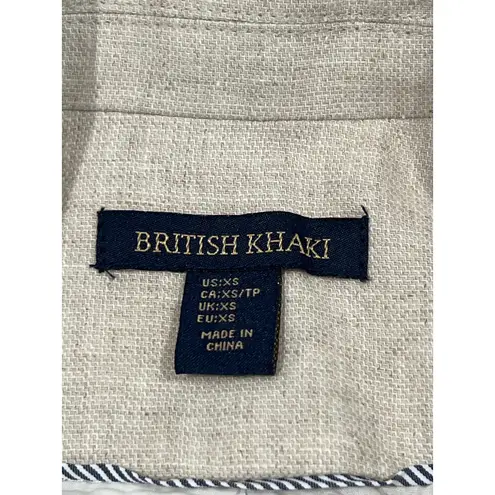 BRITISH KHAKI
US:XS
CA:XS/TP
UK:XS
EU:XS
MADE IN
CHINA